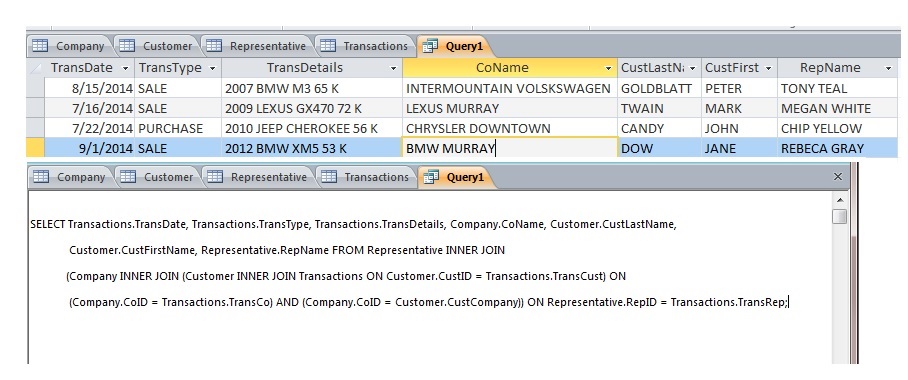 Company Customer Representative Transactions Query1
TransDate TransType TransDetails CoName CustLastNa CustFirst RepName
8/15/2014 SALE 2007 BMW M3 65 K INTERMOUNTAIN VOLSKSWAGEN GOLDBLATT PETER TONY TEAL
7/16/2014 SALE 2009 LEXUS GX470 72 K LEXUS MURRAY TWAIN MARK MEGAN WHITE
7/22/2014 PURCHASE 2010 JEEP CHEROKEE 56 K CHRYSLER DOWNTOWN CANDY JOHN CHIP YELLOW
9/1/2014 SALE 2012 BMW XM5 53 K BMW MURRAY DOW JANE REBECA GRAY
Company Customer Representative Transactions Query1
SELECT Transactions.TransDate, Transactions.TransType, Transactions.TransDetails, Company.CoName, Customer.CustLastName,
Customer.CustFirstName, Representative.RepName FROM Representative INNER JOIN
(Company INNER JOIN (Customer INNER JOIN Transactions ON Customer.CustID = Transactions.TransCust) ON
(Company.CoID = Transactions.TransCo) AND (Company.CoID = Customer.CustCompany)) ON Representative.RepID = Transactions.TransRep;